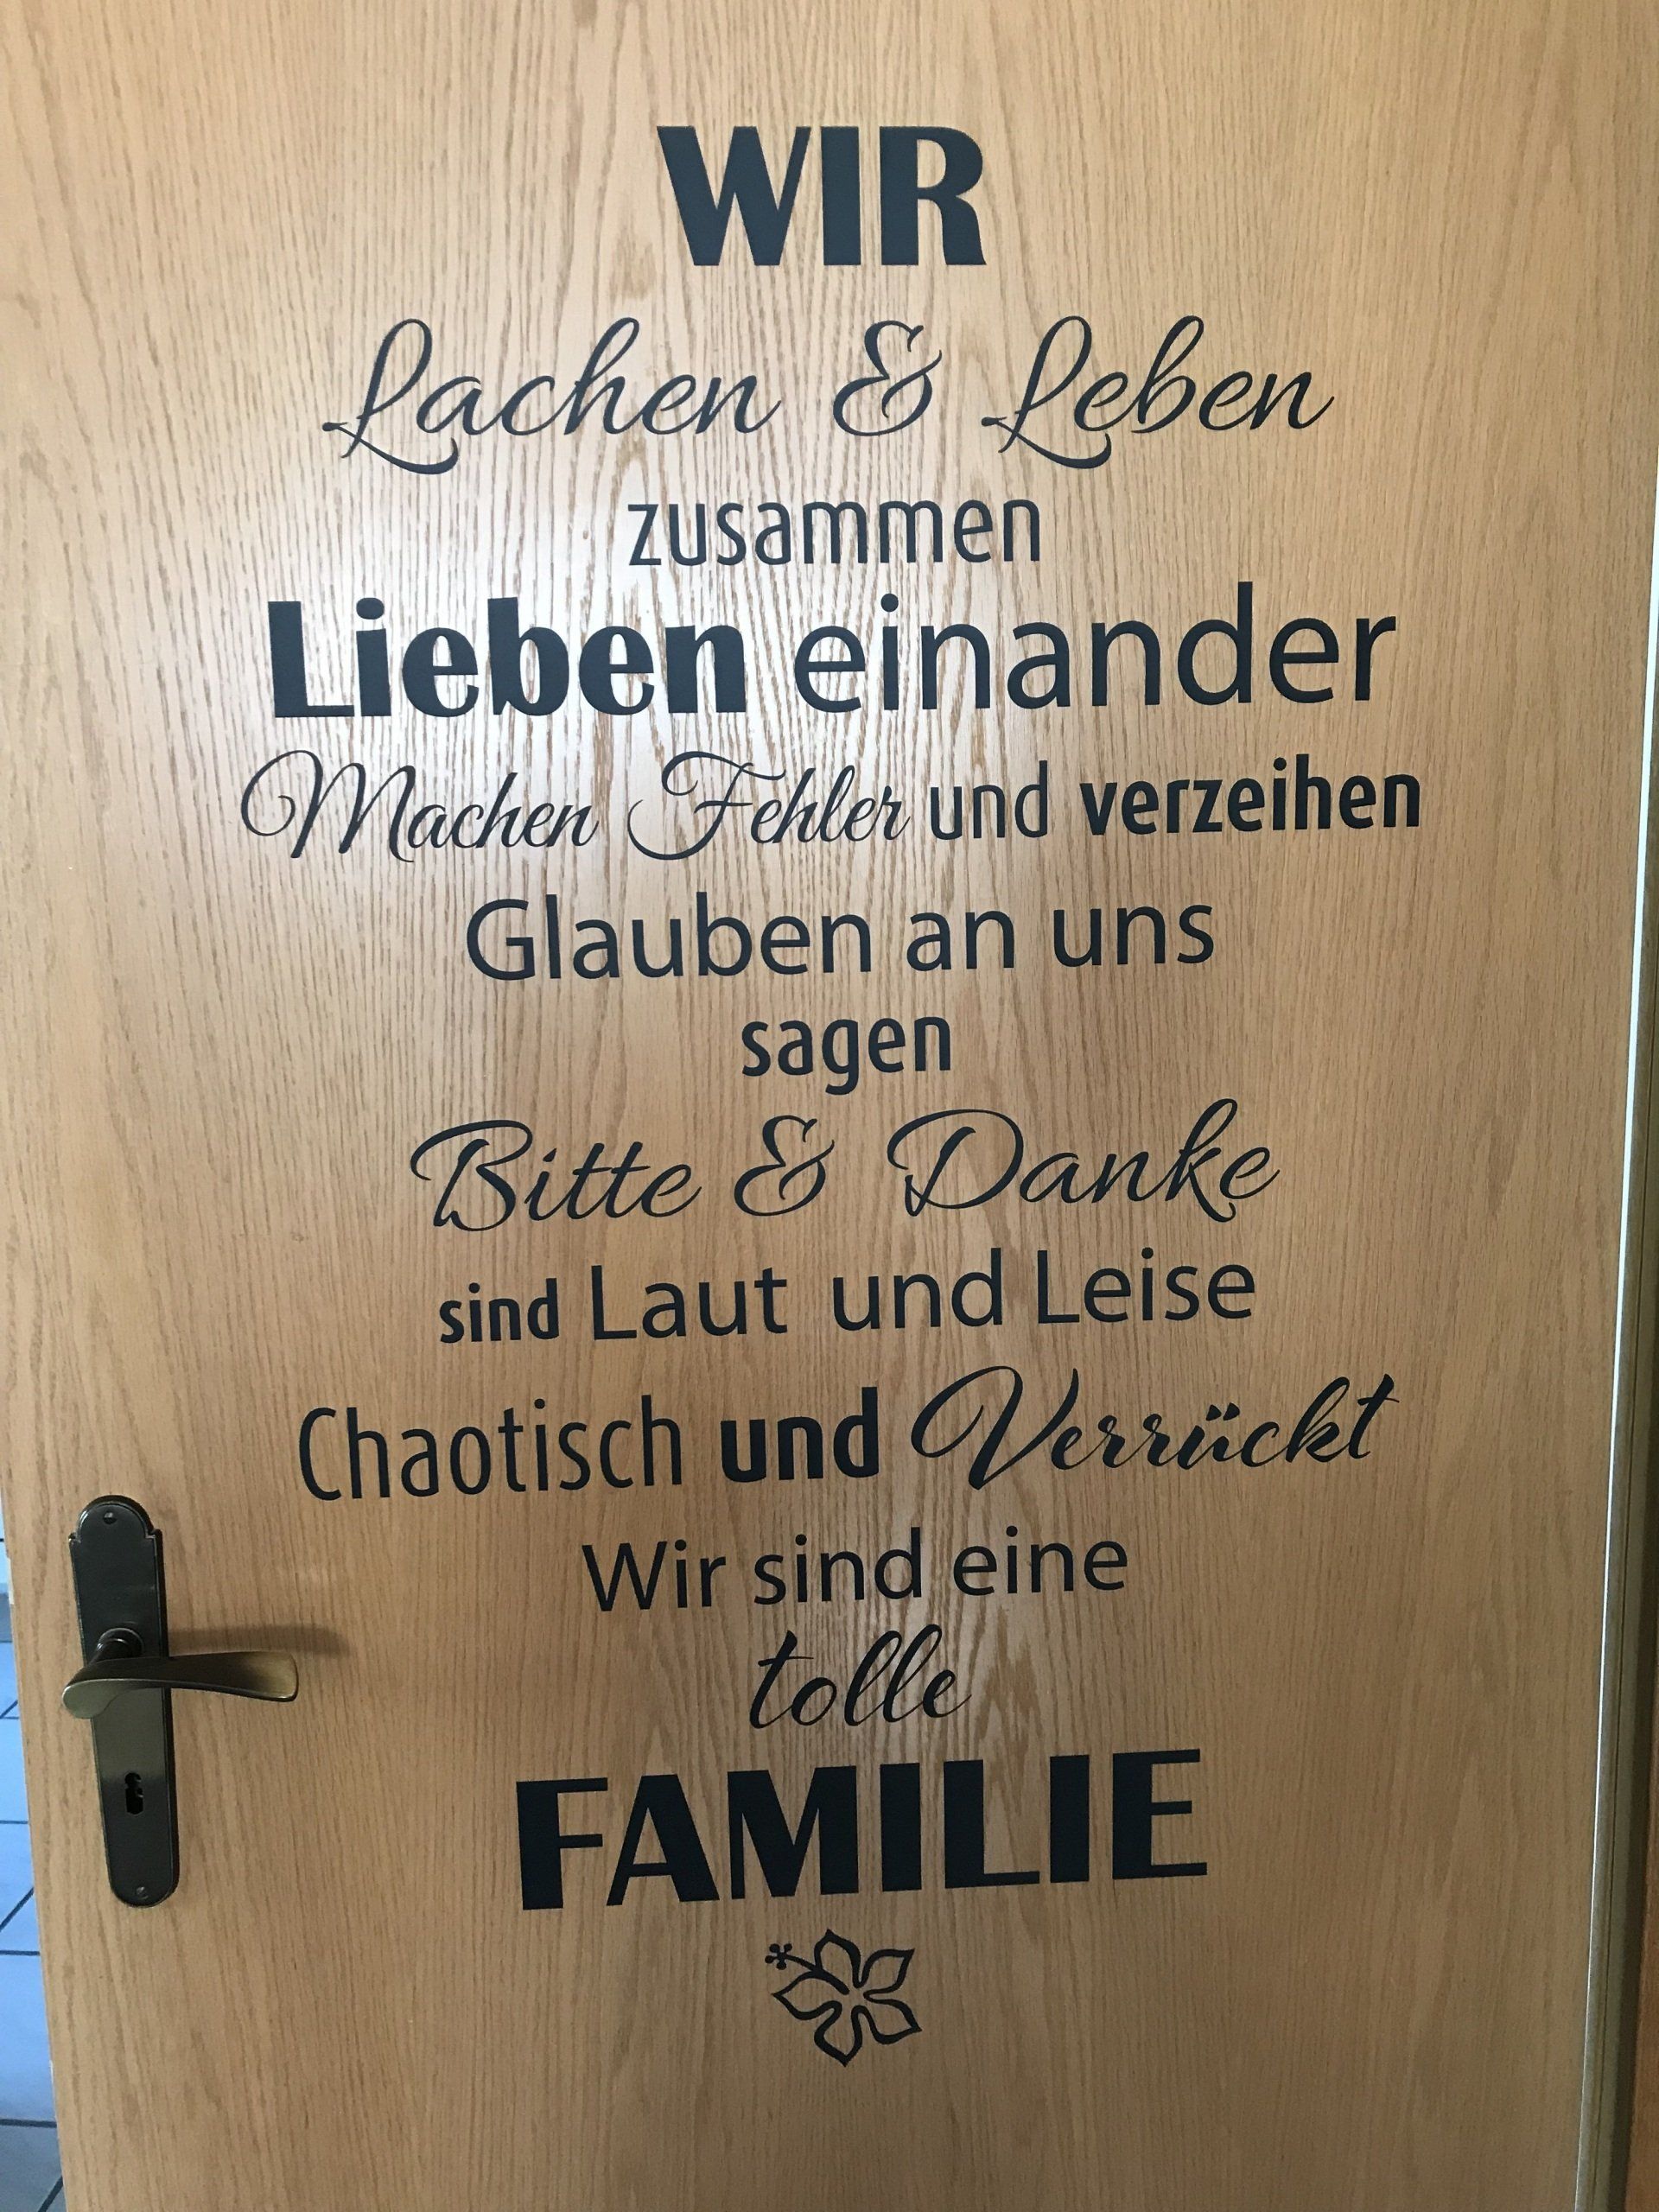 WIR
Lachen & Leben
zusammen
Lieben einander
Machen Fehler und verzeihen
Glauben an uns
sagen
Bitte & Danke
sind Laut und Leise
Chaotisch und Verrückt
Wir sind eine
tolle
FAMILIE